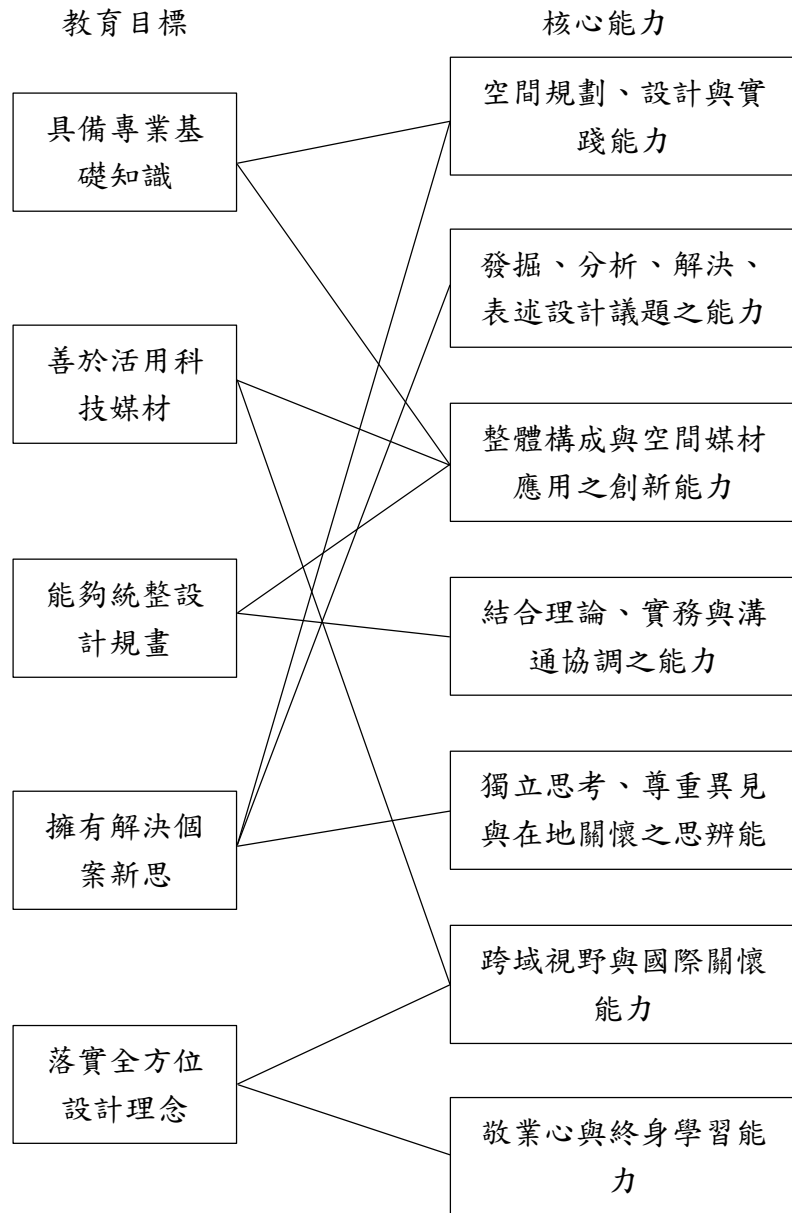 教育目標
核心能力
具備專業基
礎知識
善於活用科
技媒材
能夠統整設
計規畫
擁有解決個
案新思
落實全方位
設計理念
空間規劃、設計與實
踐能力
發掘、分析、解決、
表述設計議題之能力
整體構成與空間媒材
應用之創新能力
結合理論、實務與溝
通協調之能力
獨立思考、尊重異見
與在地關懷之思辨能
跨域視野與國際關懷
能力
敬業心與終身學習能
力